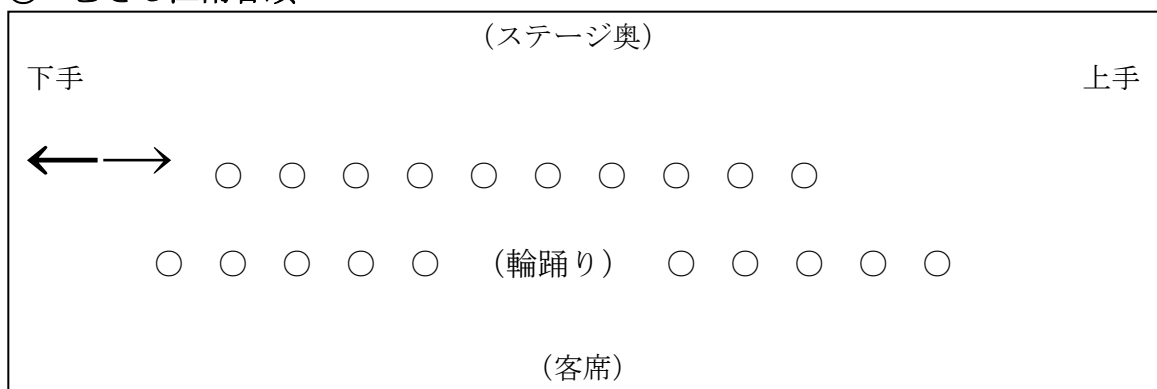 （ステージ奥）
下手 上手
○ ○ ○ ○ ○ ○ ○ ○ ○ ○
○ ○ ○ ○ ○ （輪踊り） ○ ○ ○ ○ ○
（客席）